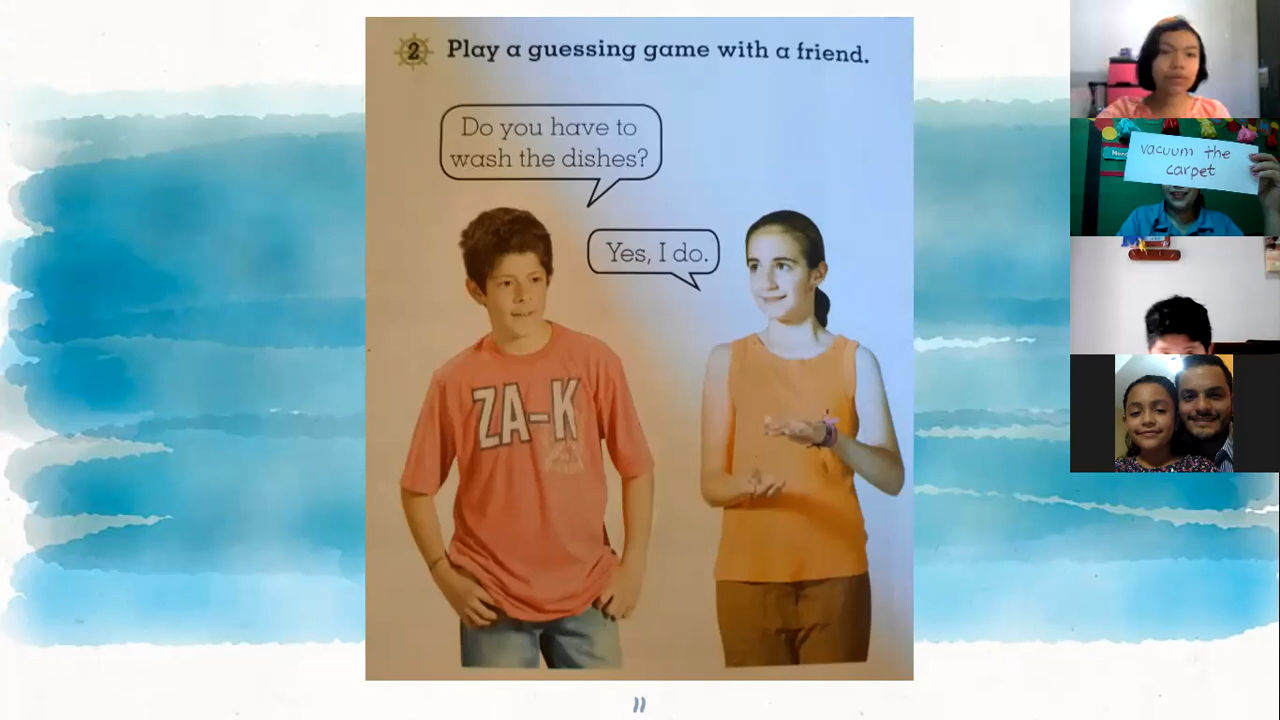 2 Play a guessing game with a friend.
Do you have to
wash the dishes?
Yes, I do.
ZA-K
vacuum the
carpet
11